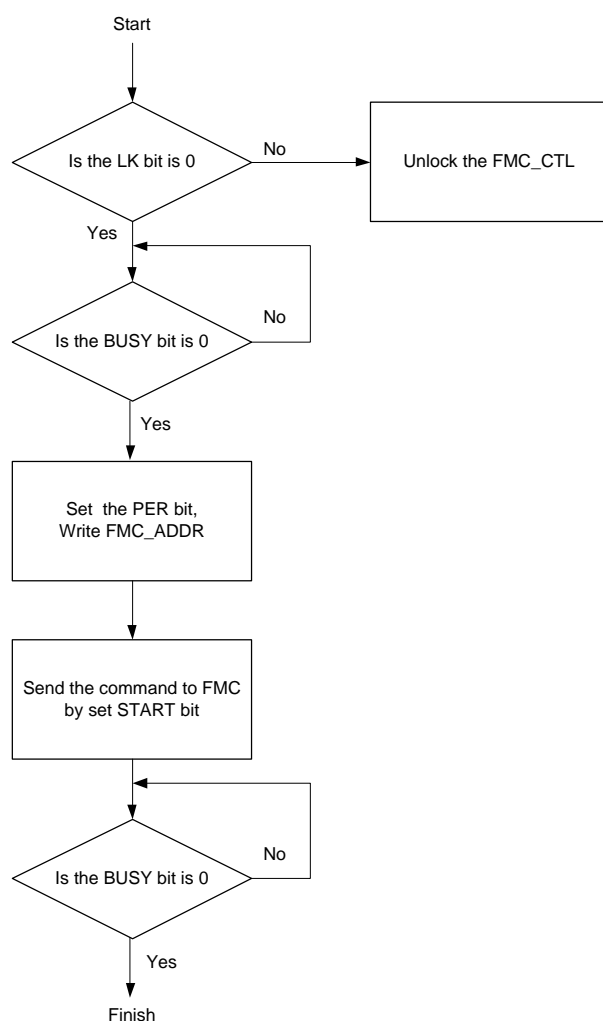 Start
Is the LK bit is 0
No
Unlock the FMC_CTL
Yes
Is the BUSY bit is 0
No
Yes
Set the PER bit,
Write FMC_ADDR
Send the command to FMC
by set START bit
Is the BUSY bit is 0
No
Yes
Finish